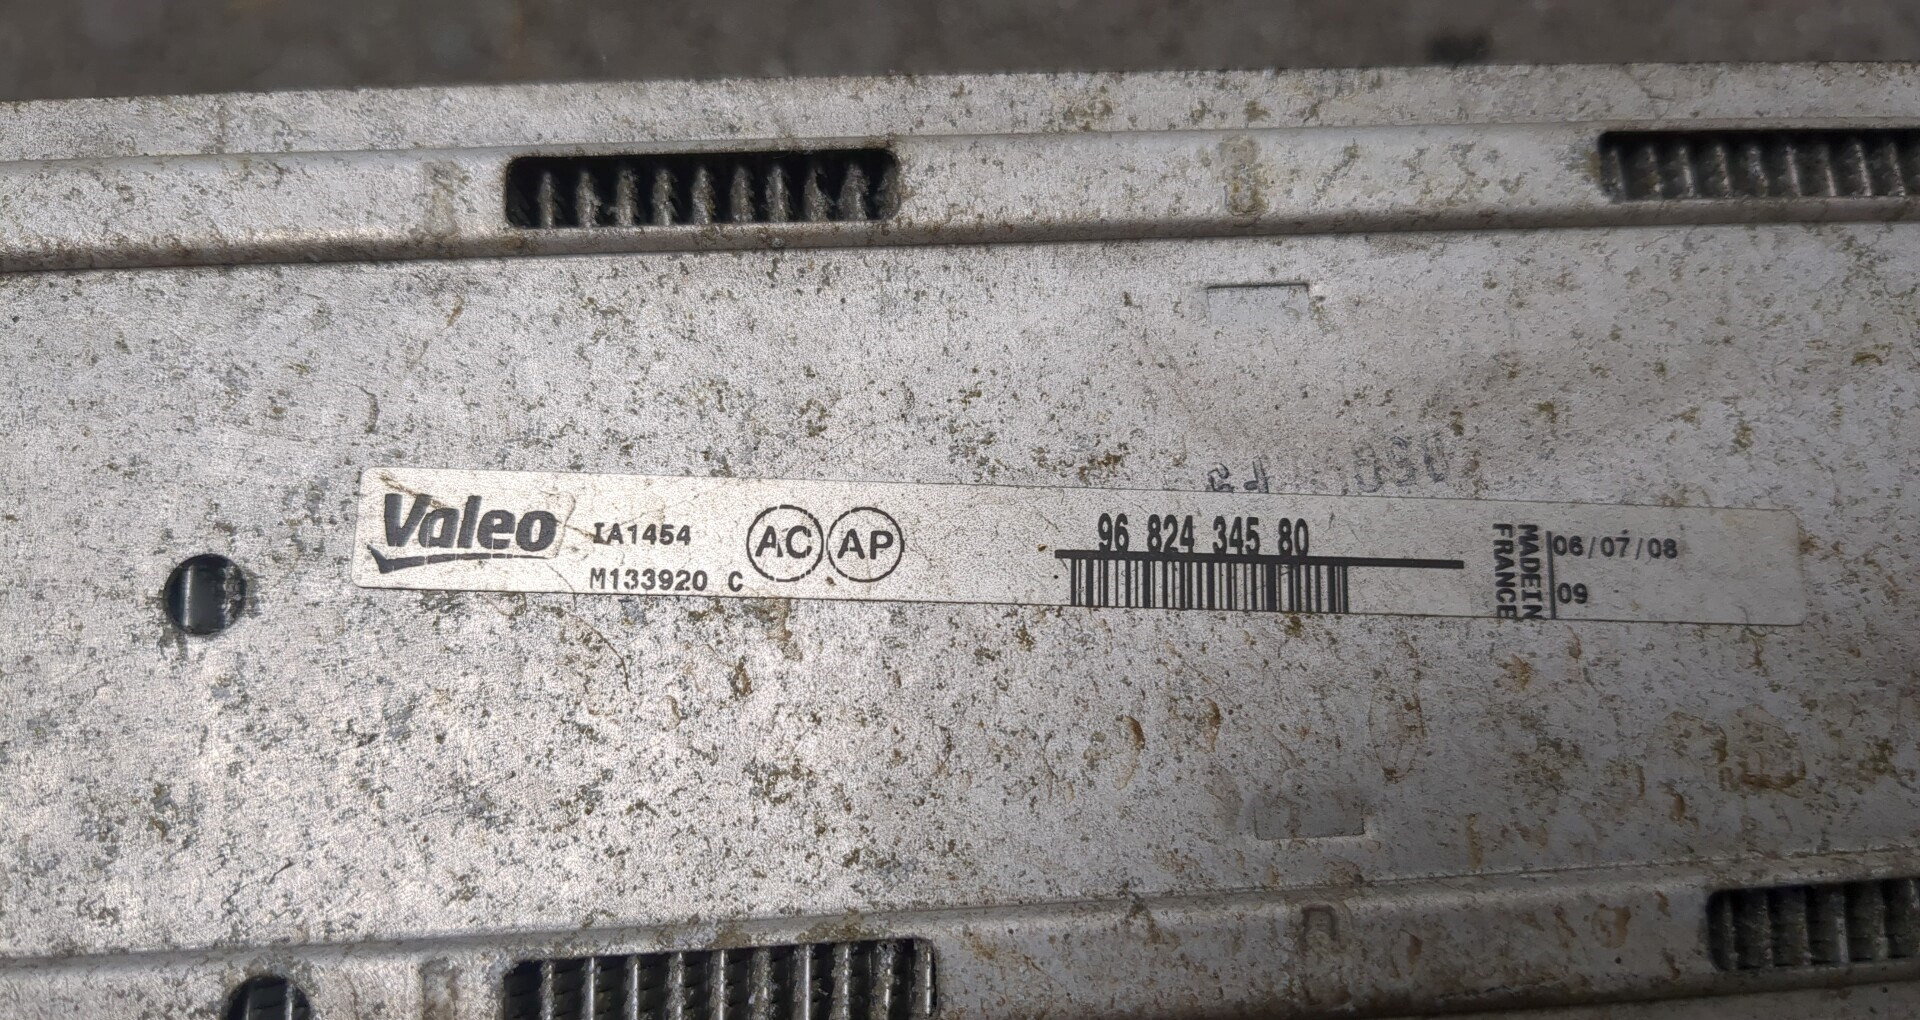 Valeo
IA1454
M133920 C
AC AP
96 824 345 80
MADE IN
FRANCE
06/07/08
09